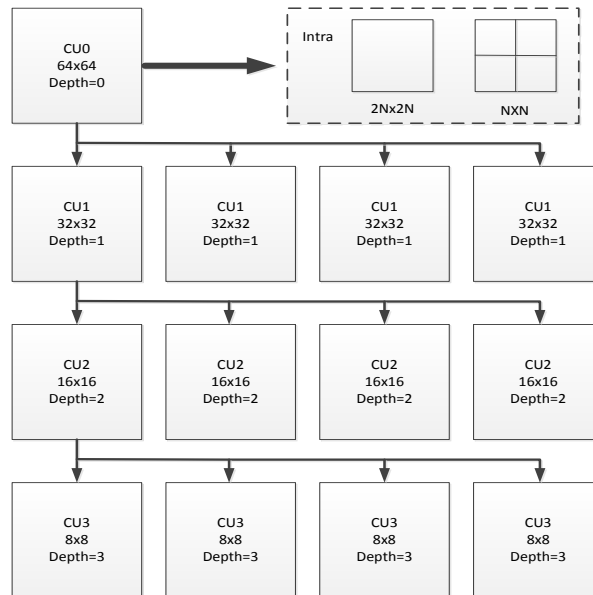 CU0
64x64
Depth=0
Intra
2Nx2N
NXN
CU1
32x32
Depth=1
CU1
32x32
Depth=1
CU1
32x32
Depth=1
CU1
32x32
Depth=1
CU2
16x16
Depth=2
CU2
16x16
Depth=2
CU2
16x16
Depth=2
CU2
16x16
Depth=2
CU3
8x8
Depth=3
CU3
8x8
Depth=3
CU3
8x8
Depth=3
CU3
8x8
Depth=3